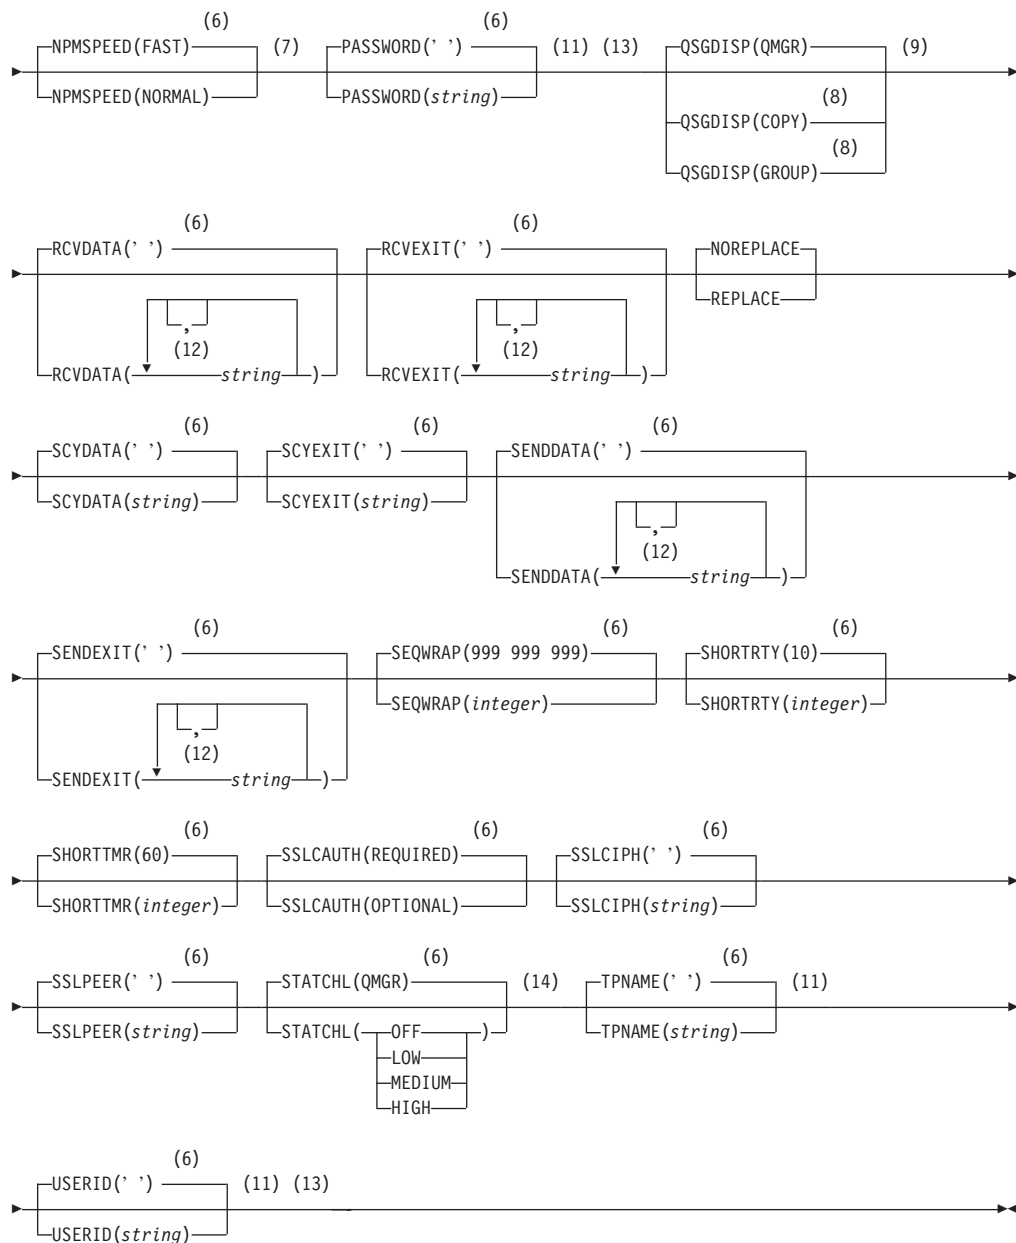 (6) (6)
NPMSPEED(FAST) (7) PASSWORD(' ') (11) (13) QSGDISP(QMGR) (9)
NPMSPEED(NORMAL) PASSWORD(string) (8)
QSGDISP(COPY)
(8)
QSGDISP(GROUP)
(6) (6)
RCVDATA(' ') RCVEXIT(' ') NOREPLACE
REPLACE
, ,
(12) (12)
RCVDATA( string ) RCVEXIT( string )
(6) (6) (6)
SCYDATA(' ') SCYEXIT(' ') SENDDATA(' ')
SCYDATA(string) SCYEXIT(string)
,
(12)
SENDDATA( string )
(6) (6) (6)
SENDEXIT(' ') SEQWRAP(999 999 999) SHORTRTY(10)
SEQWRAP(integer) SHORTRTY(integer)
,
(12)
SENDEXIT( string )
(6) (6) (6)
SHORTTMR(60) SSLCAUTH(REQUIRED) SSLCIPH(' ')
SHORTTMR(integer) SSLCAUTH(OPTIONAL) SSLCIPH(string)
(6) (6) (6)
SSLPEER(' ') STATCHL(QMGR) (14) TPNAME(' ') (11)
SSLPEER(string) STATCHL( OFF ) TPNAME(string)
LOW
MEDIUM
HIGH
(6)
USERID(' ') (11) (13)
USERID(string)